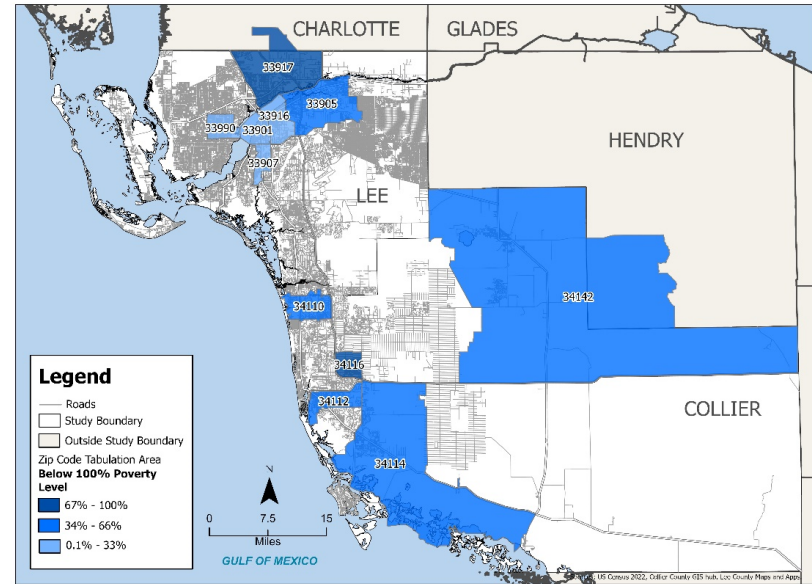 CHARLOTTE
GLADES
33917
33905
33916
33990
33901
33907
HENDRY
LEE
34142
34110
34116
34112
COLLIER
34114
Legend
Roads
Study Boundary
Outside Study Boundary
Zip Code Tabulation Area
Below 100% Poverty
Level
67% - 100%
34% - 66%
0.1% - 33%
N
0 7.5 15
Miles
GULF OF MEXICO
US Census 2022, Collier County GIS hub, Lee County Maps and Apps